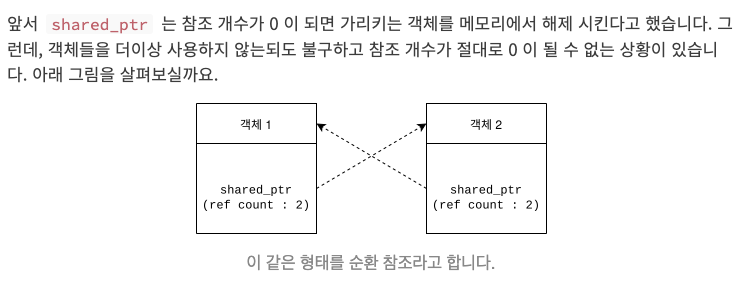 앞서 shared_ptr 는 참조 개수가 0 이 되면 가리키는 객체를 메모리에서 해제 시킨다고 했습니다. 그
런데, 객체들을 더이상 사용하지 않는되도 불구하고 참조 개수가 절대로 0 이 될 수 없는 상황이 있습니
다. 아래 그림을 살펴보실까요.
객체 1
객체 2
shared_ptr
(ref count : 2)
shared_ptr
(ref count : 2)
이 같은 형태를 순환 참조라고 합니다.